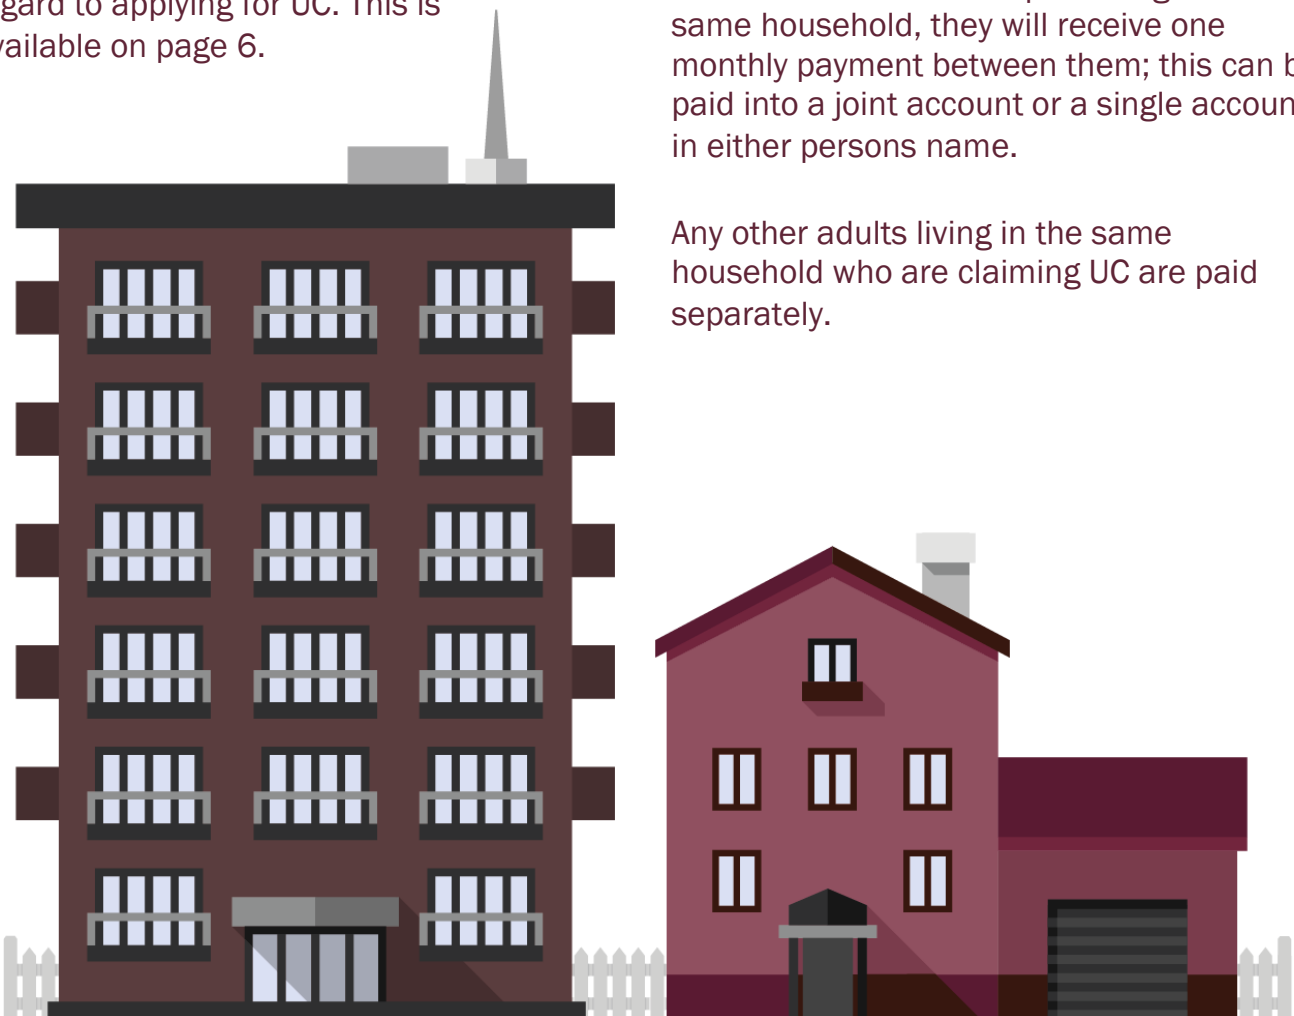 gard to applying for UC. This is
vailable on page 6.
same household, they will receive one
monthly payment between them; this can b
paid into a joint account or a single accoun
in either persons name.
Any other adults living in the same
household who are claiming UC are paid
separately.